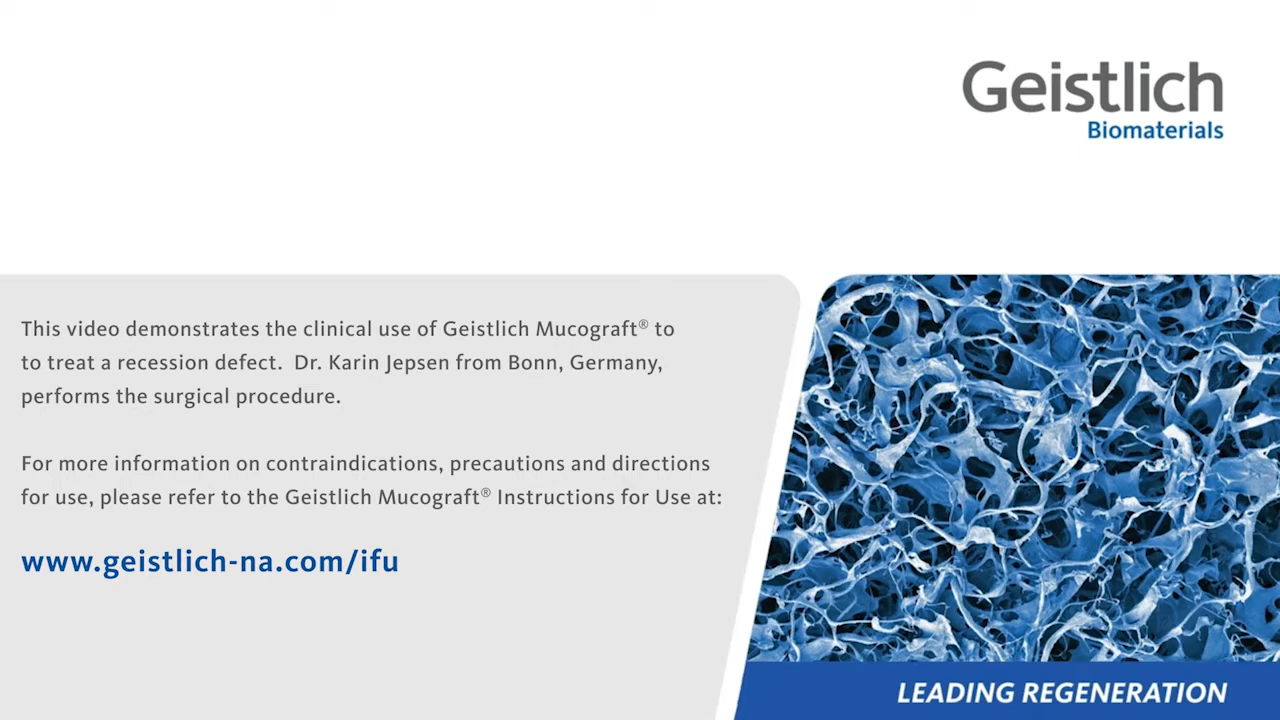 Geistlich
Biomaterials
This video demonstrates the clinical use of Geistlich Mucograft® to
to treat a recession defect.  Dr. Karin Jepsen from Bonn, Germany,
performs the surgical procedure.
For more information on contraindications, precautions and directions
for use, please refer to the Geistlich Mucograft® Instructions for Use at:
www.geistlich-na.com/ifu
LEADING REGENERATION